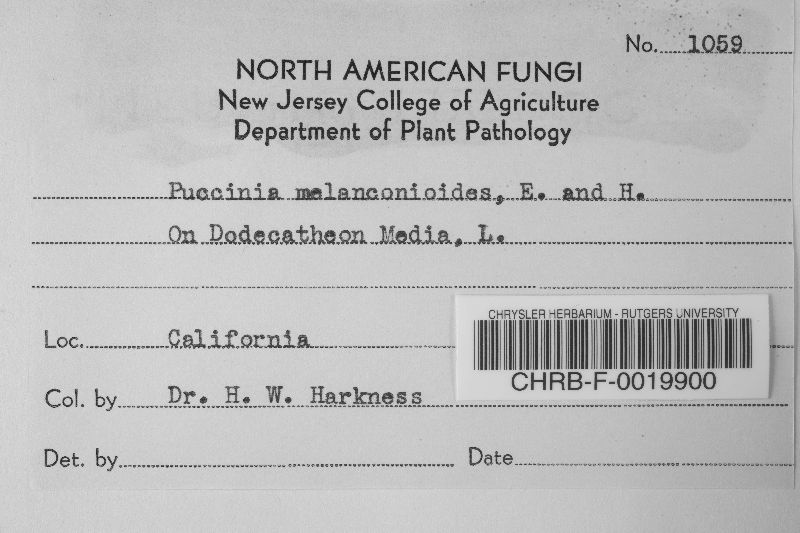 No. 1059
NORTH AMERICAN FUNGI
New Jersey College of Agriculture
Department of Plant Pathology
Puccinia melanconioides, E. and H.
On Dodecatheon Media, L.
Loc. California
CHRYSLER HERBARIUM - RUTGERS UNIVERSITY
CHRB-F-0019900
Col. by Dr. H. W. Harkness
Det. by Date